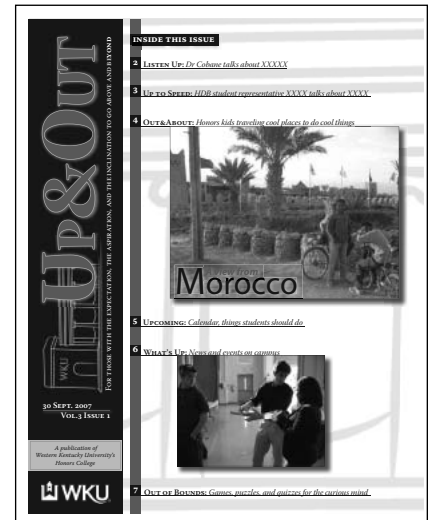 UP&OUT
FOR THOSE WITH THE EXPECTATION, THE ASPIRATION, AND THE INCLINATION TO GO ABOVE AND BEYOND
WKU
30 SEPT. 2007
VOL.3 ISSUE 1
A publication of
Western Kentucky University's
Honors College
WKU
INSIDE THIS ISSUE
2 LISTEN UP: Dr Cobane talks about XXXXX
3 UP TO SPEED: HDB student representative XXXX talks about XXXX
4 OUT&ABOUT: Honors kids traveling cool places to do cool things
A view from
Morocco
5 UPCOMING: Calendar, things students should do
6 WHAT'S UP: News and events on campus
7 OUT OF BOUNDS: Games, puzzles, and quizzes for the curious mind